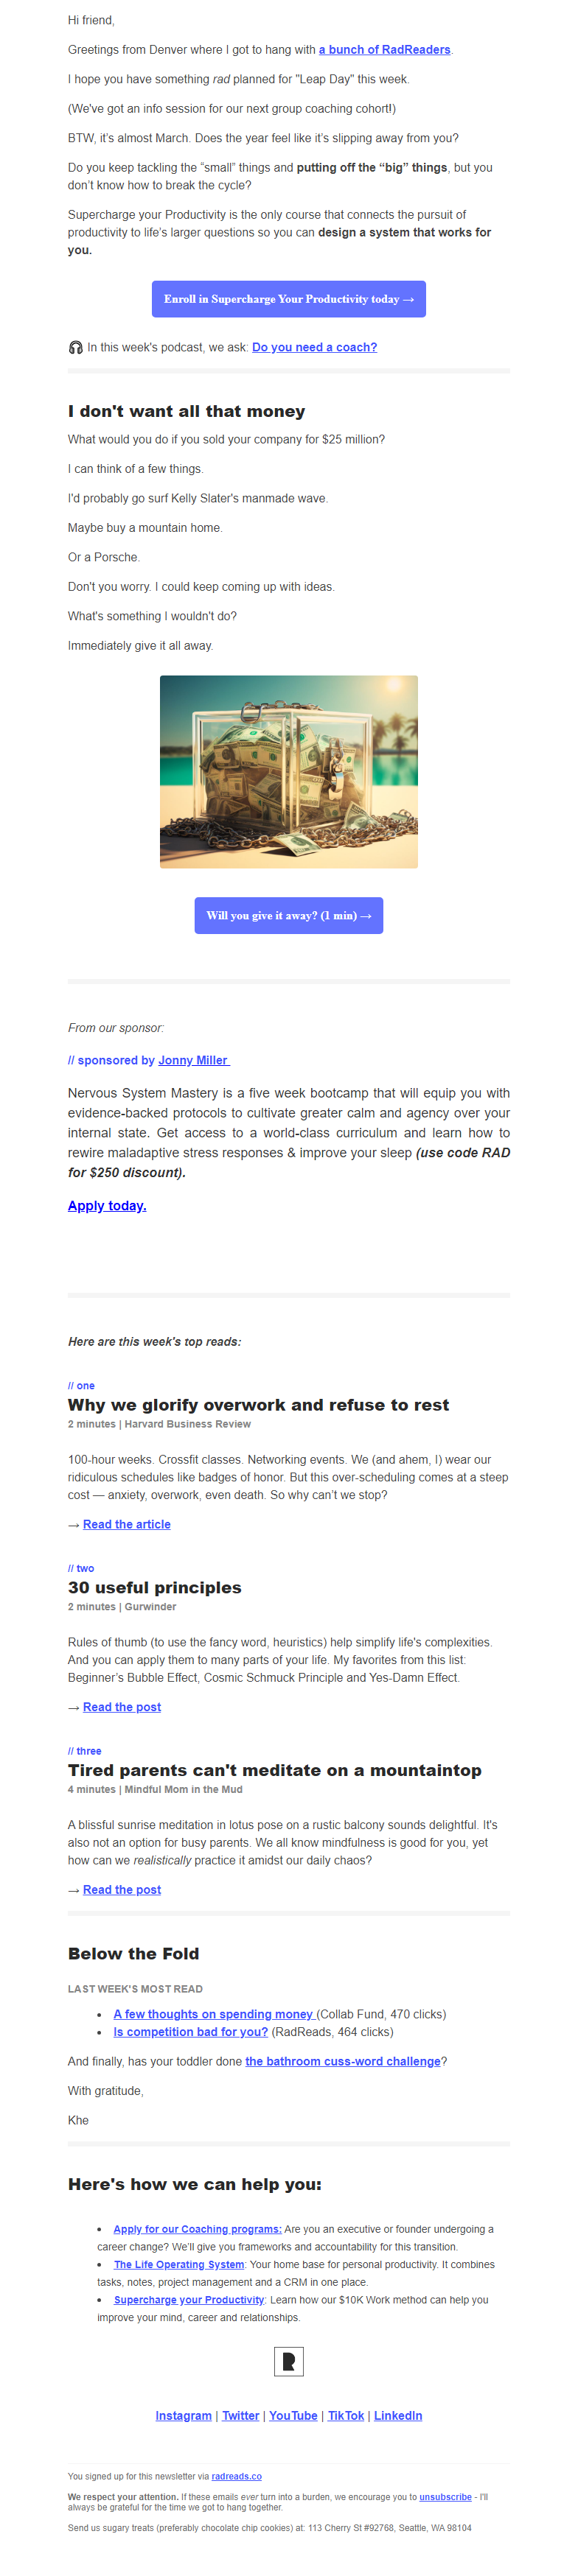 Hi friend,
Greetings from Denver where I got to hang with a bunch of RadReaders.
I hope you have something rad planned for "Leap Day" this week.
(We've got an info session for our next group coaching cohort!)
BTW, it’s almost March. Does the year feel like it’s slipping away from you?
Do you keep tackling the “small” things and putting off the “big” things, but you
don’t know how to break the cycle?
Supercharge your Productivity is the only course that connects the pursuit of
productivity to life’s larger questions so you can design a system that works for
you.
Enroll in Supercharge Your Productivity today →
🎧 In this week's podcast, we ask: Do you need a coach?
I don't want all that money
What would you do if you sold your company for $25 million?
I can think of a few things.
I'd probably go surf Kelly Slater's manmade wave.
Maybe buy a mountain home.
Or a Porsche.
Don't you worry. I could keep coming up with ideas.
What's something I wouldn't do?
Immediately give it all away.
Will you give it away? (1 min) →
From our sponsor:
// sponsored by Jonny Miller
Nervous System Mastery is a five week bootcamp that will equip you with
evidence-backed protocols to cultivate greater calm and agency over your
internal state. Get access to a world-class curriculum and learn how to
rewire maladaptive stress responses & improve your sleep (use code RAD
for $250 discount).
Apply today.
Here are this week's top reads:
// one
Why we glorify overwork and refuse to rest
2 minutes | Harvard Business Review
100-hour weeks. Crossfit classes. Networking events. We (and ahem, I) wear our
ridiculous schedules like badges of honor. But this over-scheduling comes at a steep
cost — anxiety, overwork, even death. So why can’t we stop?
→ Read the article
// two
30 useful principles
2 minutes | Gurwinder
Rules of thumb (to use the fancy word, heuristics) help simplify life's complexities.
And you can apply them to many parts of your life. My favorites from this list:
Beginner’s Bubble Effect, Cosmic Schmuck Principle and Yes-Damn Effect.
→ Read the post
// three
Tired parents can't meditate on a mountaintop
4 minutes | Mindful Mom in the Mud
A blissful sunrise meditation in lotus pose on a rustic balcony sounds delightful. It's
also not an option for busy parents. We all know mindfulness is good for you, yet
how can we realistically practice it amidst our daily chaos?
→ Read the post
Below the Fold
LAST WEEK'S MOST READ
• A few thoughts on spending money (Collab Fund, 470 clicks)
• Is competition bad for you? (RadReads, 464 clicks)
And finally, has your toddler done the bathroom cuss-word challenge?
With gratitude,
Khe
Here's how we can help you:
• Apply for our Coaching programs: Are you an executive or founder undergoing a
career change? We’ll give you frameworks and accountability for this transition.
• The Life Operating System: Your home base for personal productivity. It combines
tasks, notes, project management and a CRM in one place.
• Supercharge your Productivity: Learn how our $10K Work method can help you
improve your mind, career and relationships.
R
Instagram | Twitter | YouTube | TikTok | LinkedIn
You signed up for this newsletter via radreads.co
We respect your attention. If these emails ever turn into a burden, we encourage you to unsubscribe - I'll
always be grateful for the time we got to hang together.
Send us sugary treats (preferably chocolate chip cookies) at: 113 Cherry St #92768, Seattle, WA 98104